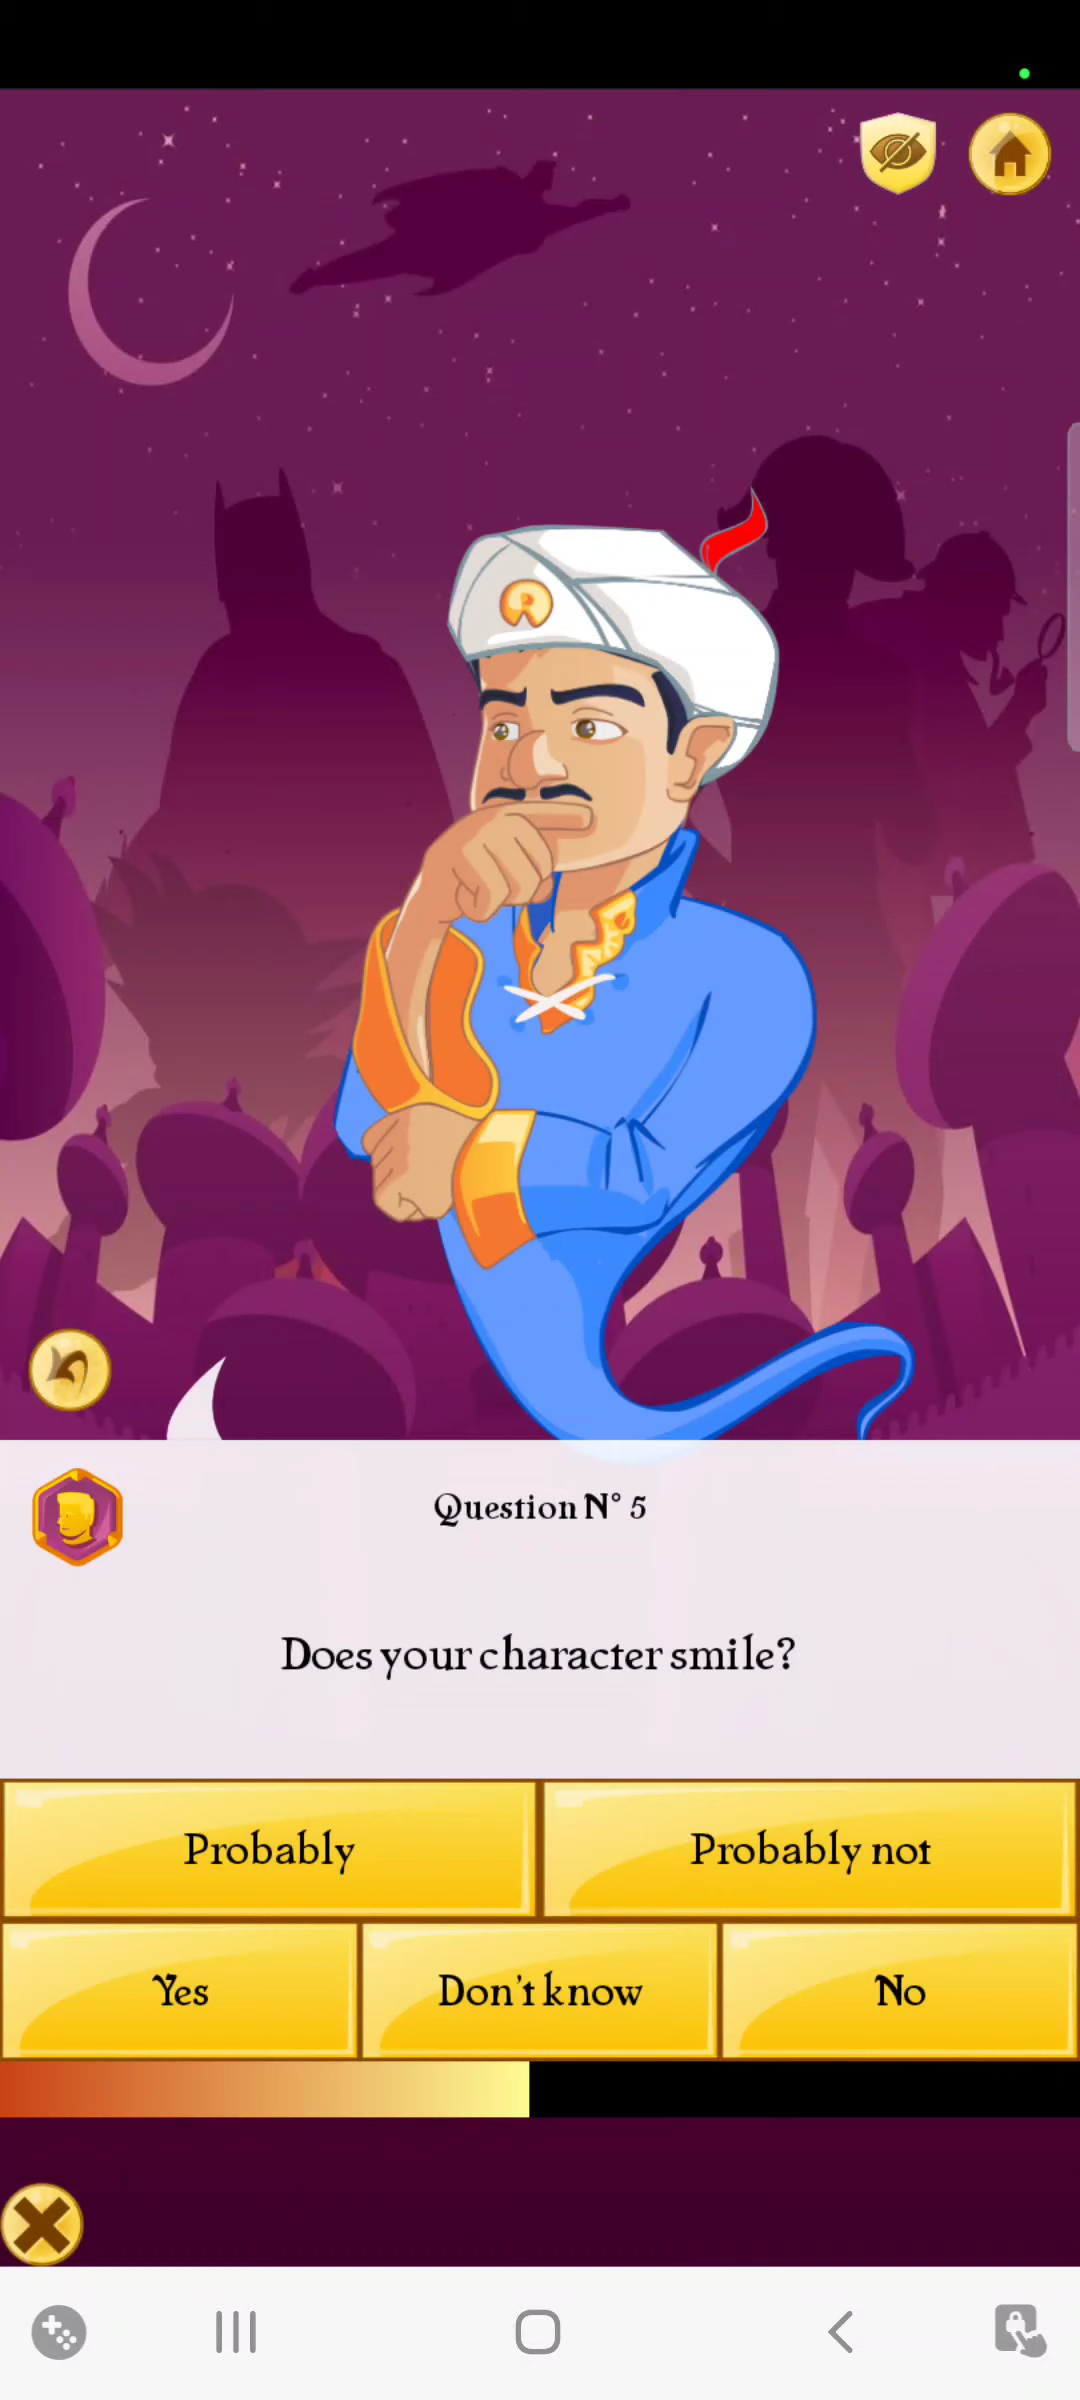 Question N° 5
Does your character smile?
Probably
Probably not
Yes
Don't know
No